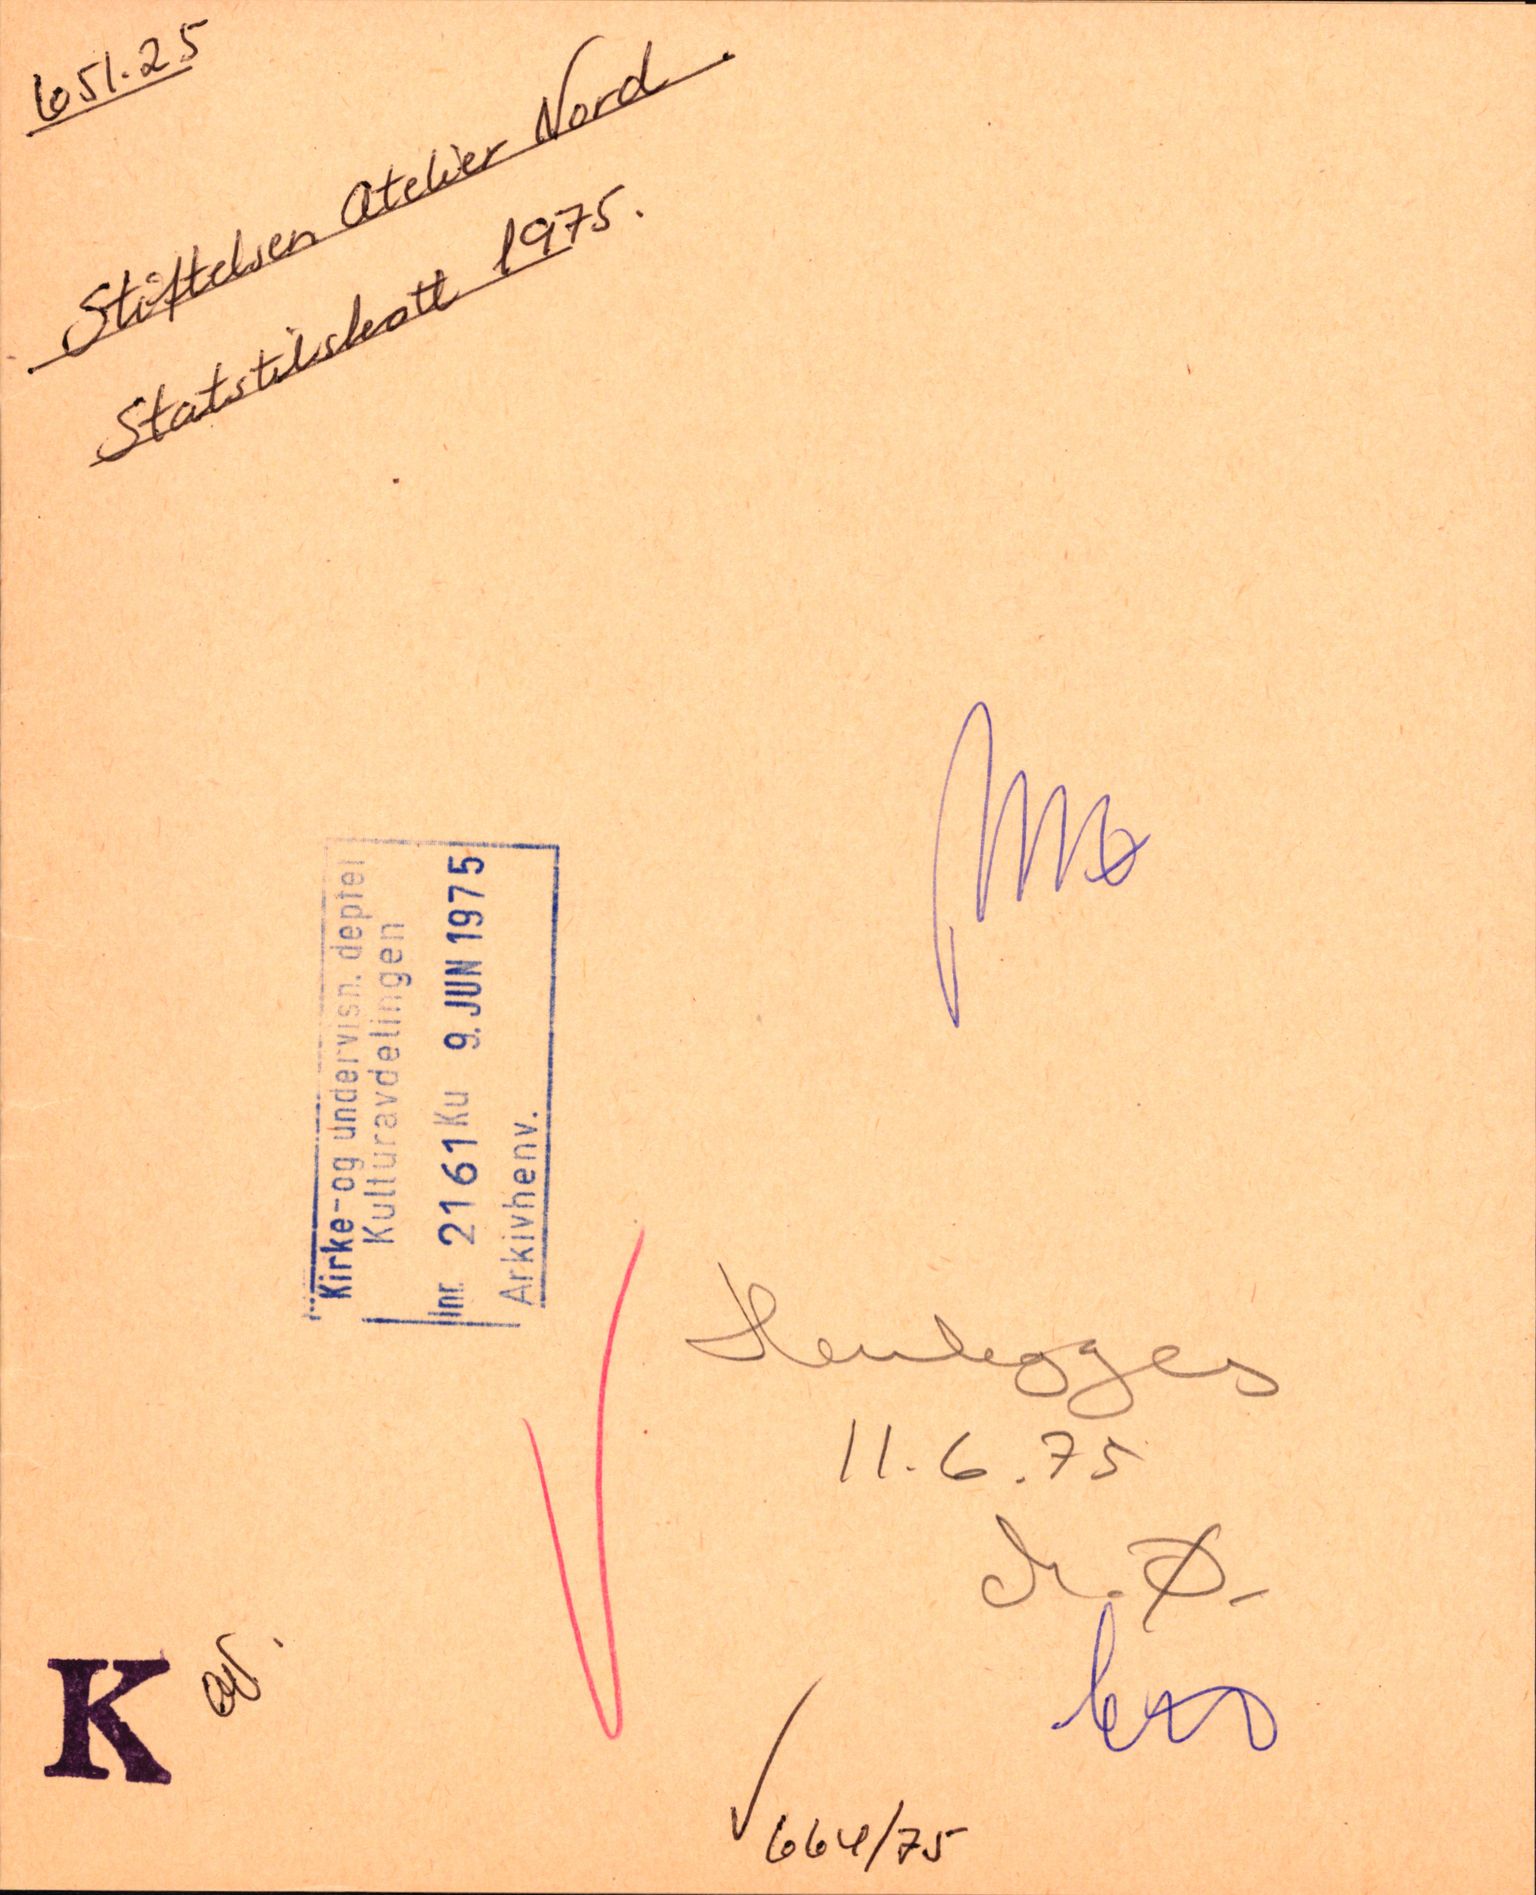 651.25
Stiftelsen Atelier Nord.
Statstilskott 1975.
Kirke-og undervisn. deptet
Kulturavdelingen
Jnr. 2161 Ku 9. JUN 1975
Arkivhenv.
Henlegges
11.6.75
K
664/75